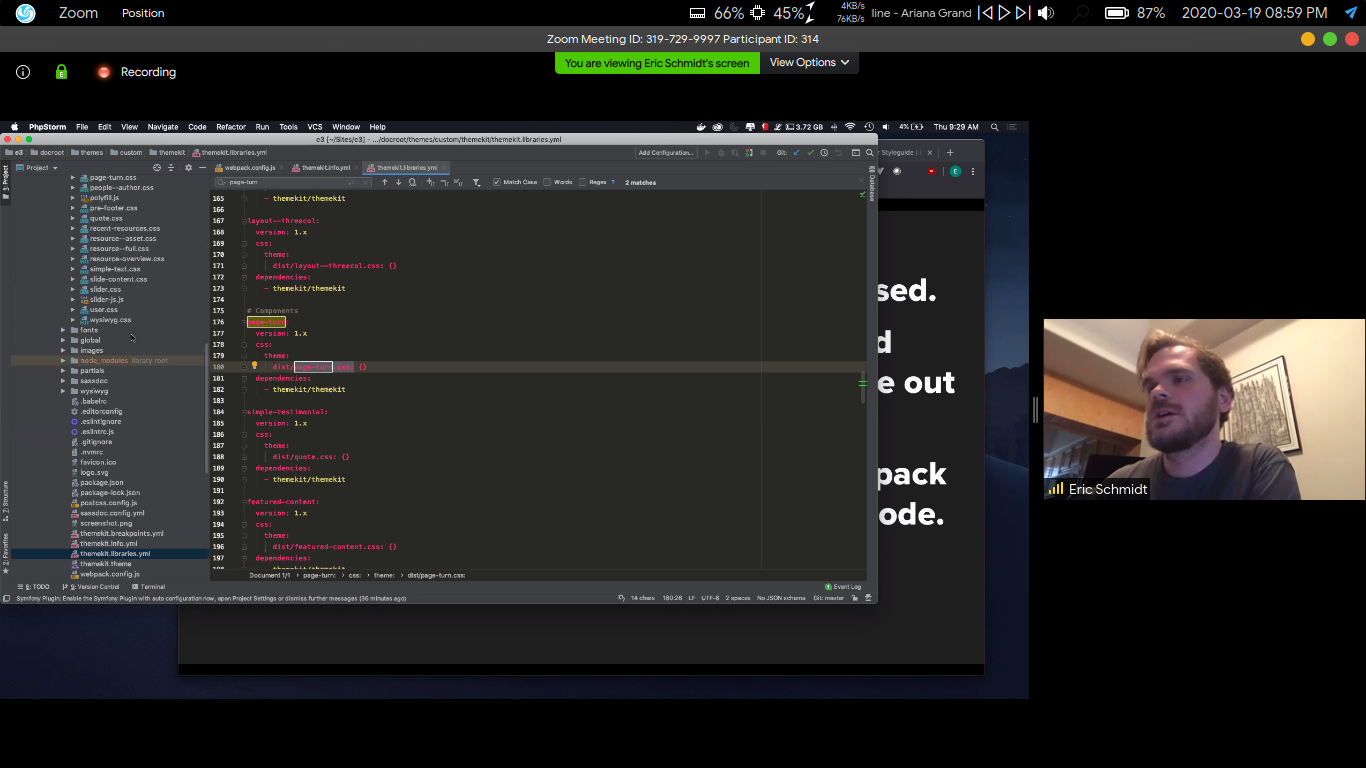 Zoom Position 66% 45% 4KB/s 76KB/s line - Ariana Grand 87% 2020-03-19 08:59 PM
Zoom Meeting ID: 319-729-9997 Participant ID: 314
Recording
You are viewing Eric Schmidt's screen View Options
PhpStorm File Edit View Navigate Code Refactor Run Tools VCS Window Help 3.72 GB 4% Thu 9:29 AM
e3 [~/Sites/e3] - .../docroot/themes/custom/themekit/themekit.libraries.yml
e3 docroot themes custom themekit themekit.libraries.yml Add Configuration... Git:
Styleguide
Project webpack.config.js themekit.info.yml themekit.libraries.yml
1: Project
page-turn.css
people--author.css
polyfill.js
pre-footer.css
quote.css
recent-resources.css
resource--asset.css
resource--full.css
resource-overview.css
simple-text.css
slide-content.css
slider.css
slider-js.js
user.css
wysiwyg.css
fonts
global
images
node_modules library root
partials
sassdoc
wysiwyg
.babelrc
.editorconfig
.eslintignore
.eslintrc.js
.gitignore
.nvmrc
favicon.ico
logo.svg
package.json
package-lock.json
postcss.config.js
sassdoc.config.yml
screenshot.png
themekit.breakpoints.yml
themekit.info.yml
themekit.libraries.yml
themekit.theme
webpack.config.js
Z: Structure
2: Favorites
page-turn Match Case Words Regex ? 2 matches
Database
165 - themekit/themekit
166
167 layout--threecol:
168 version: 1.x
169 css:
170 theme:
171 dist/layout--threecol.css: {}
172 dependencies:
173 - themekit/themekit
174
175 # Components
176 page-turn:
177 version: 1.x
178 css:
179 theme:
180 dist/page-turn.css: {}
181 dependencies:
182 - themekit/themekit
183
184 simple-testimonial:
185 version: 1.x
186 css:
187 theme:
188 dist/quote.css: {}
189 dependencies:
190 - themekit/themekit
191
192 featured-content:
193 version: 1.x
194 css:
195 theme:
196 dist/featured-content.css: {}
197 dependencies:
Document 1/1 page-turn: css: theme: dist/page-turn.css:
6: TODO 9: Version Control Terminal Event Log
Symfony Plugin: Enable the Symfony Plugin with auto configuration now, open Project Settings or dismiss further messages (36 minutes ago) 14 chars 180:26 LF UTF-8 2 spaces No JSON schema Git: master
sed.
d
e out
pack
ode.
Eric Schmidt